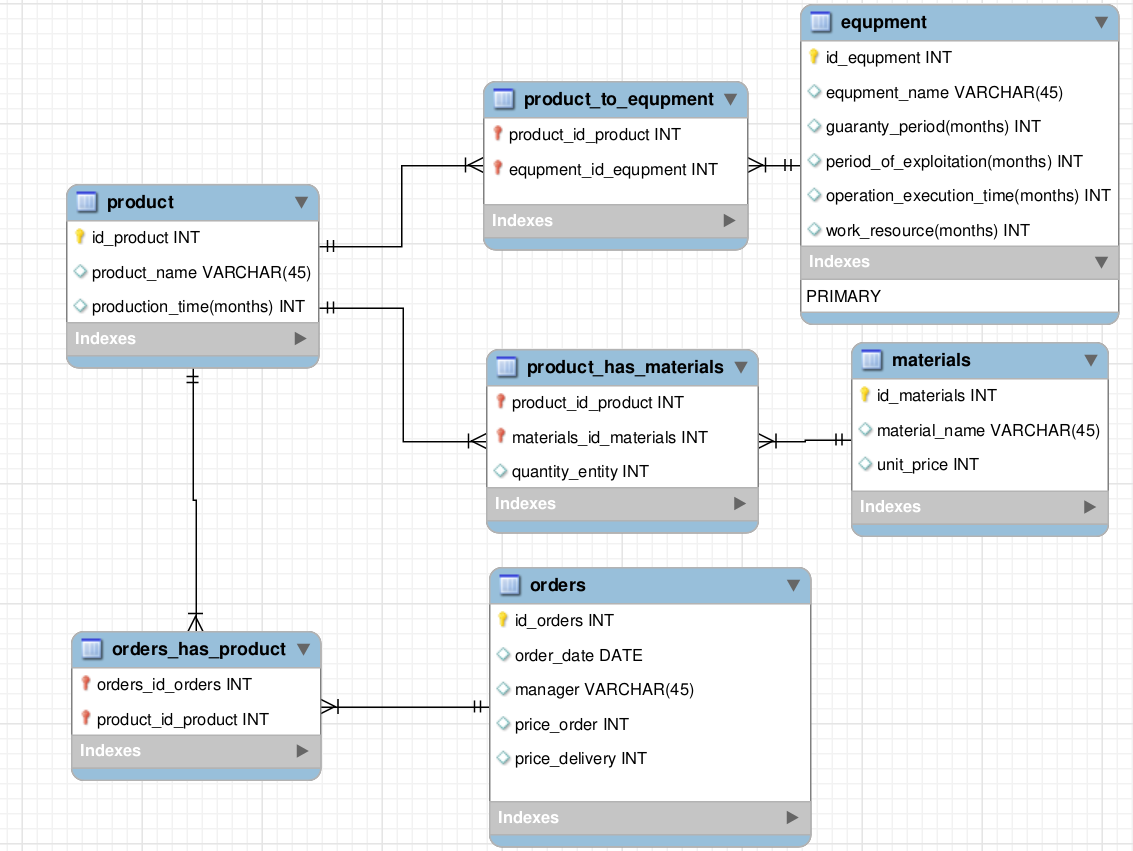 equpment
id_equpment INT
equpment_name VARCHAR(45)
guaranty_period(months) INT
period_of_exploitation(months) INT
operation_execution_time(months) INT
work_resource(months) INT
Indexes
PRIMARY
product_to_equpment
product_id_product INT
equpment_id_equpment INT
Indexes
product
id_product INT
product_name VARCHAR(45)
production_time(months) INT
Indexes
product_has_materials
product_id_product INT
materials_id_materials INT
quantity_entity INT
Indexes
materials
id_materials INT
material_name VARCHAR(45)
unit_price INT
Indexes
orders
id_orders INT
order_date DATE
manager VARCHAR(45)
price_order INT
price_delivery INT
Indexes
orders_has_product
orders_id_orders INT
product_id_product INT
Indexes